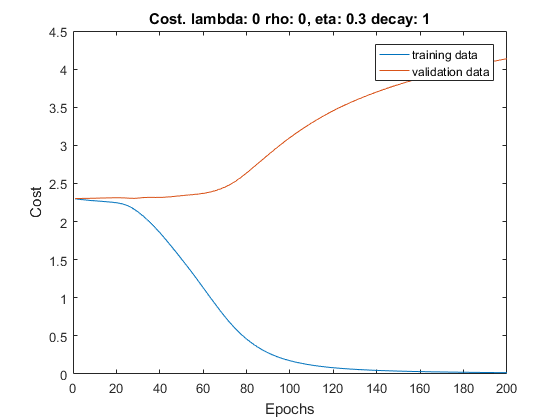 Cost. lambda: 0 rho: 0, eta: 0.3 decay: 1
4.5
4
3.5
3
2.5
2
1.5
1
0.5
0
Cost
training data
validation data
0 20 40 60 80 100 120 140 160 180 200
Epochs